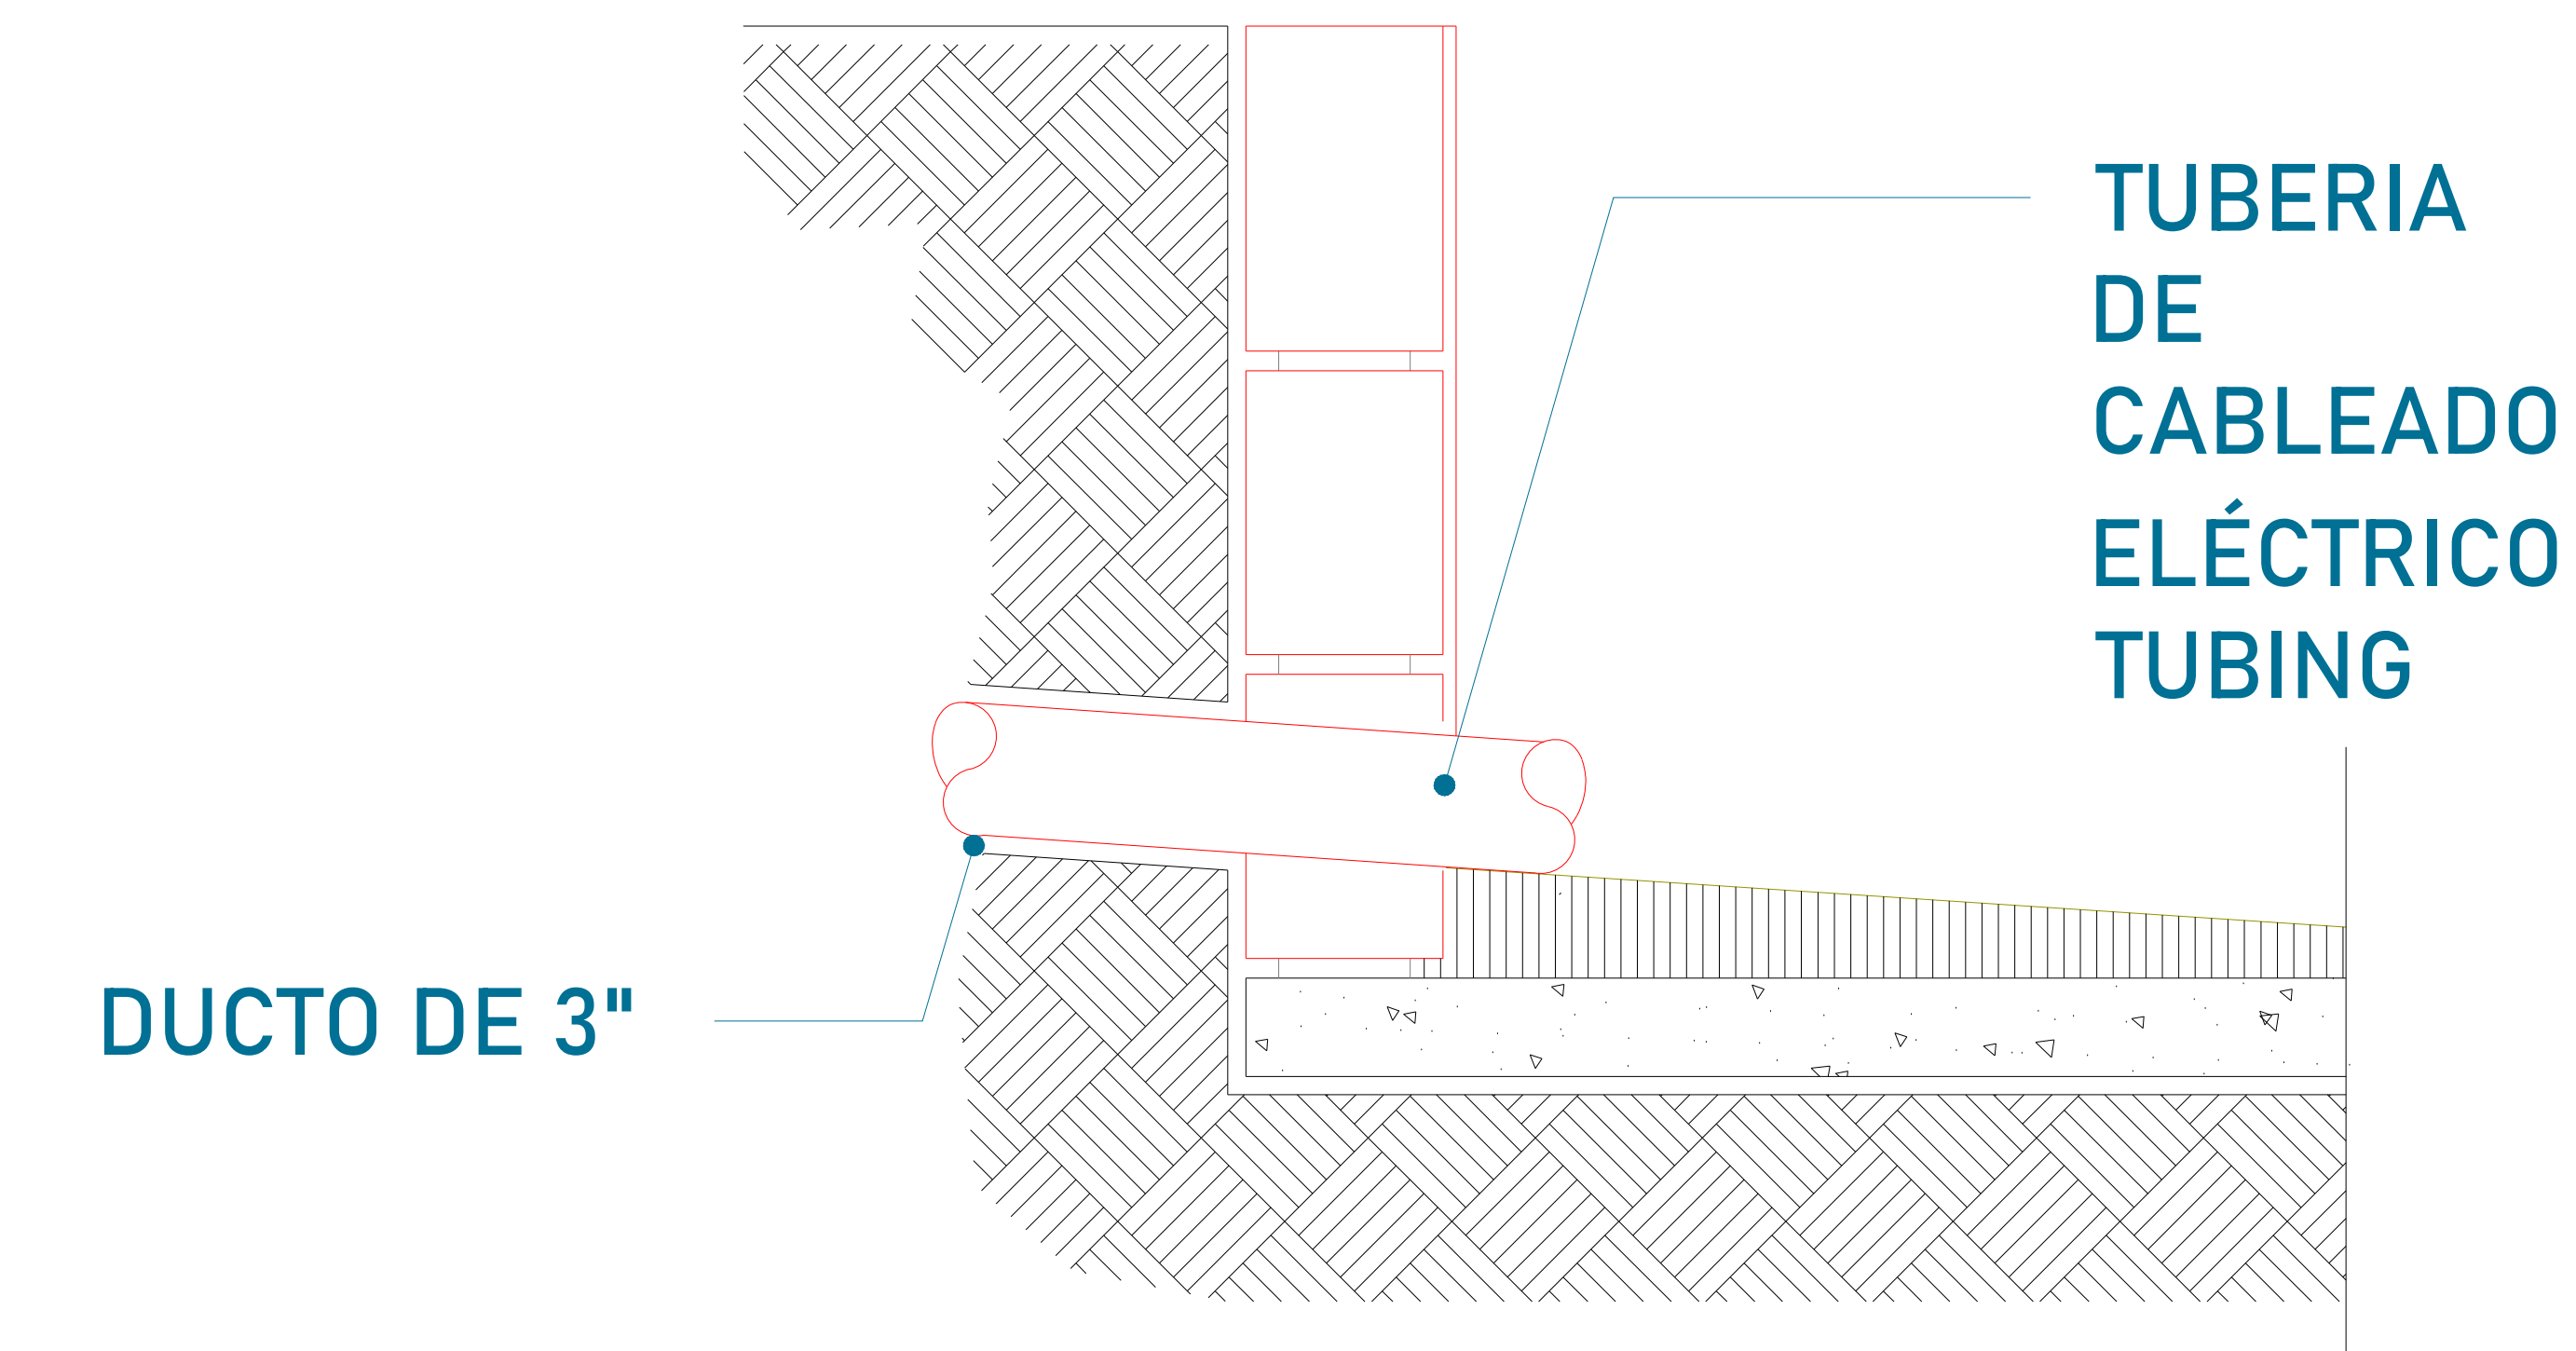 TUBERIA
DE
CABLEADO
ELÉCTRICO
TUBING
DUCTO DE 3"